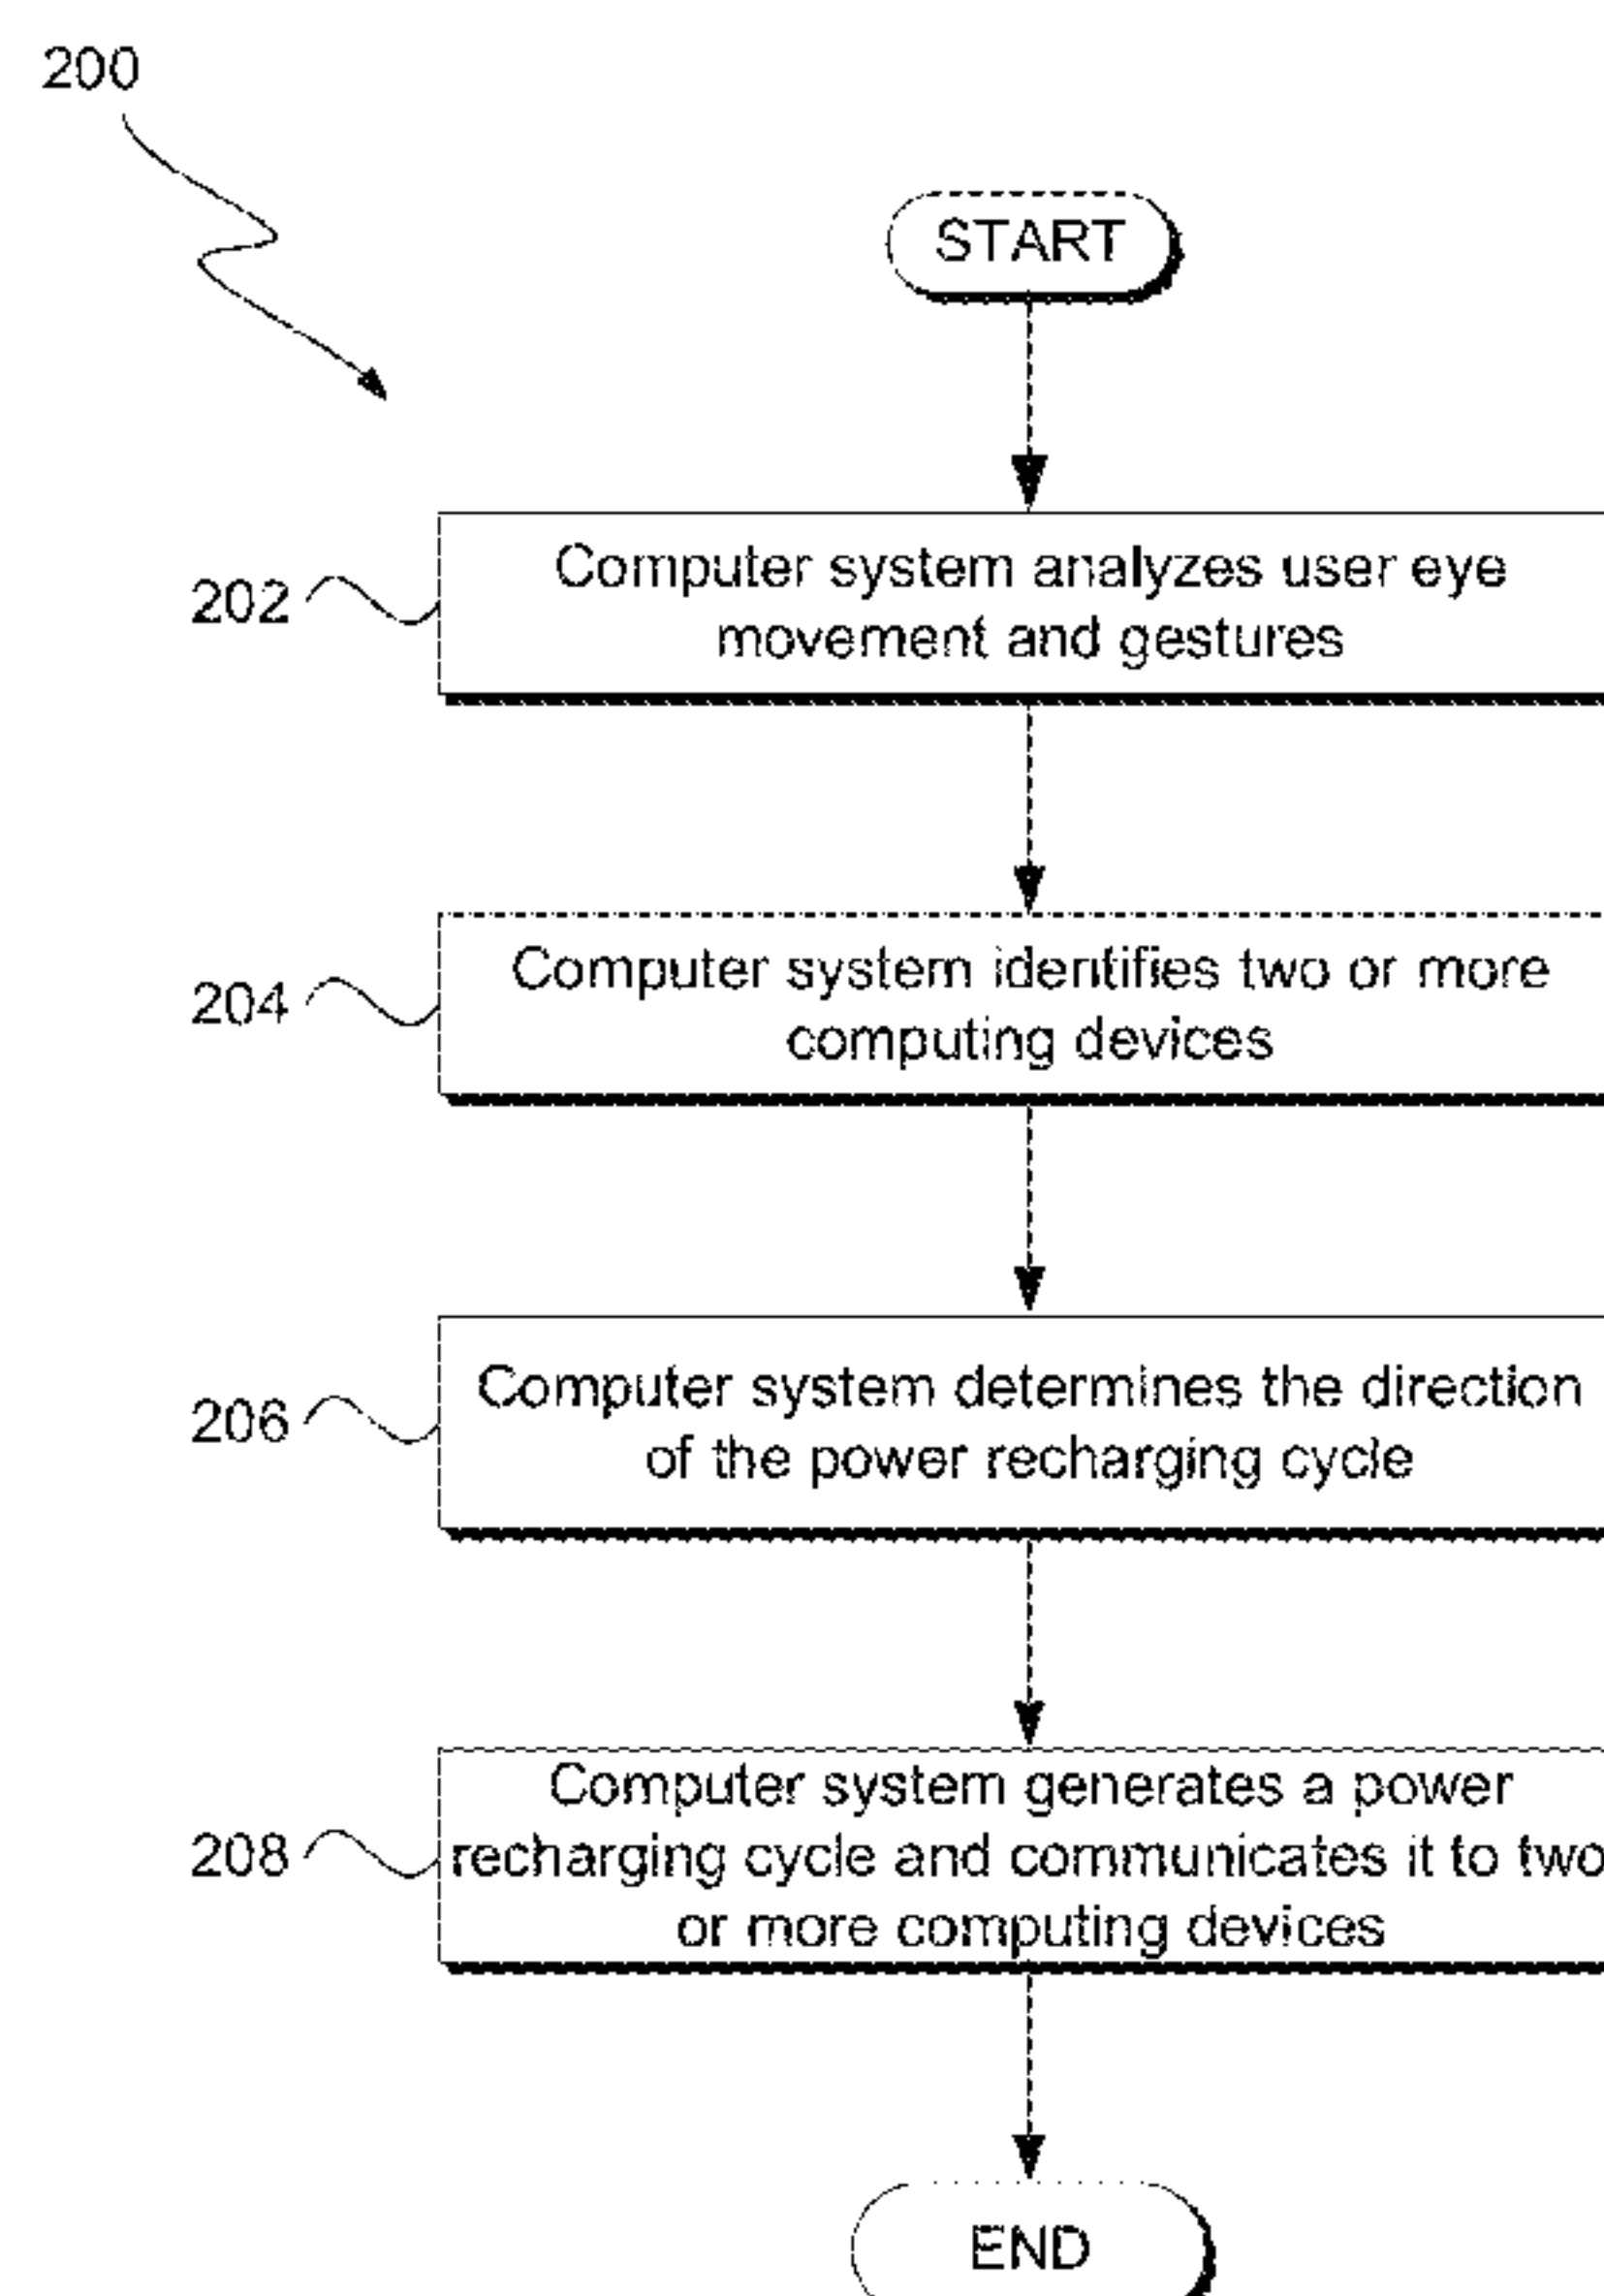 200
START
202
Computer system analyzes user eye
movement and gestures
204
Computer system identifies two or more
computing devices
206
Computer system determines the direction
of the power recharging cycle
208
Computer system generates a power
recharging cycle and communicates it to two
or more computing devices
END